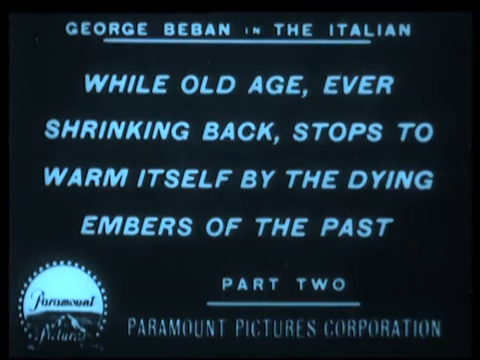 GEORGE BEBAN IN THE ITALIAN
WHILE OLD AGE, EVER
SHRINKING BACK, STOPS TO
WARM ITSELF BY THE DYING
EMBERS OF THE PAST
PART TWO
Paramount
Pictures
PARAMOUNT PICTURES CORPORATION